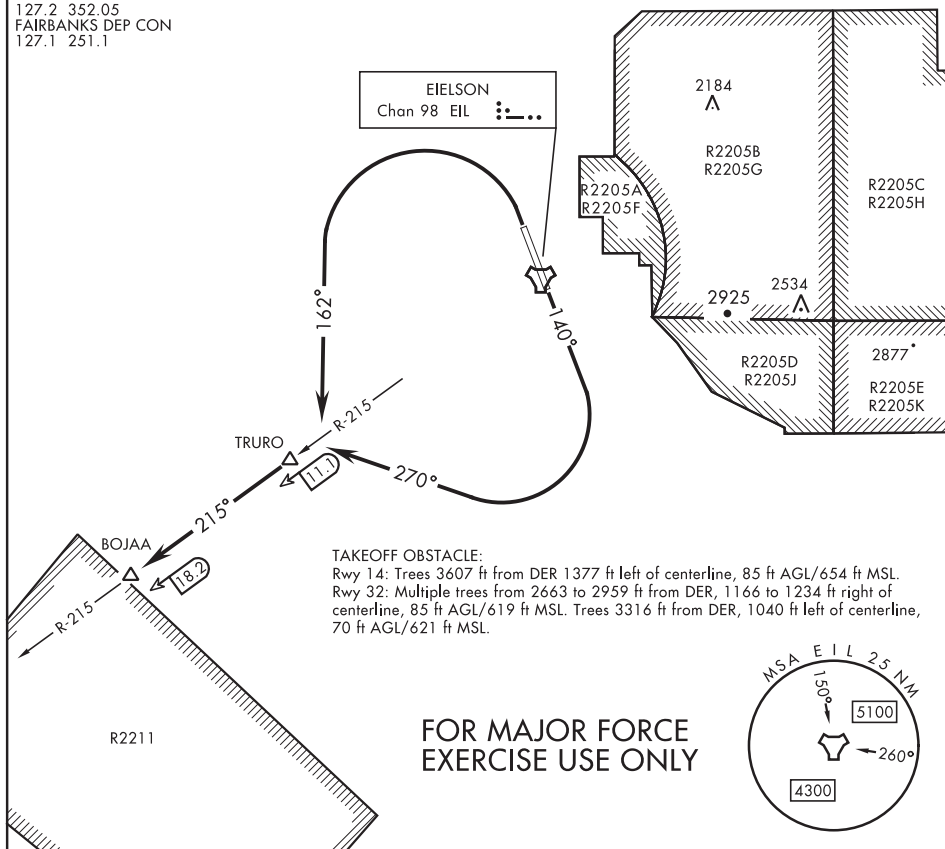 127.2 352.05
FAIRBANKS DEP CON
127.1 251.1
EIELSON
Chan 98 EIL
2184
R2205B
R2205G
R2205A
R2205F
R2205C
R2205H
162°
140°
2925
2534
R2205D
R2205J
2877
R2205E
R2205K
R-215
TRURO
11.1
270°
215°
BOJAA
18.2
R-215
TAKEOFF OBSTACLE:
Rwy 14: Trees 3607 ft from DER 1377 ft left of centerline, 85 ft AGL/654 ft MSL.
Rwy 32: Multiple trees from 2663 to 2959 ft from DER, 1166 to 1234 ft right of
centerline, 85 ft AGL/619 ft MSL. Trees 3316 ft from DER, 1040 ft left of centerline,
70 ft AGL/621 ft MSL.
R2211
FOR MAJOR FORCE
EXERCISE USE ONLY
MSA EIL 25 NM
150°
5100
260°
4300